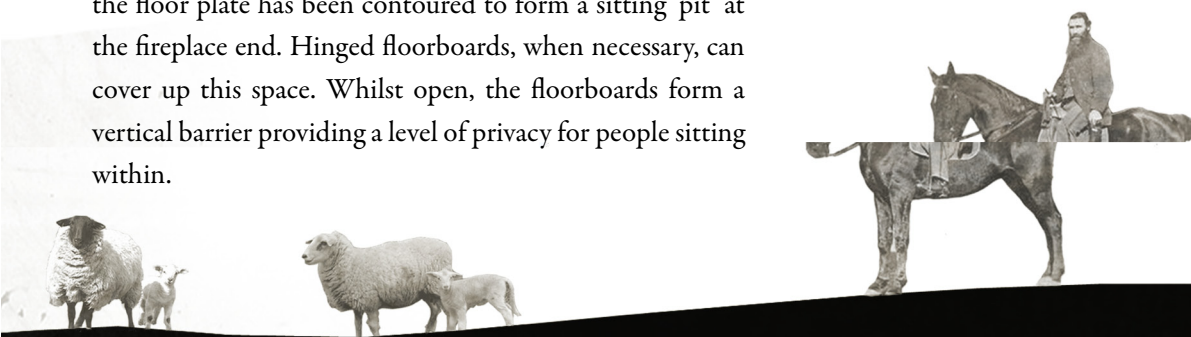 the floor plate has been contoured to form a sitting 'pit' at
the fireplace end. Hinged floorboards, when necessary, can
cover up this space. Whilst open, the floorboards form a
vertical barrier providing a level of privacy for people sitting
within.